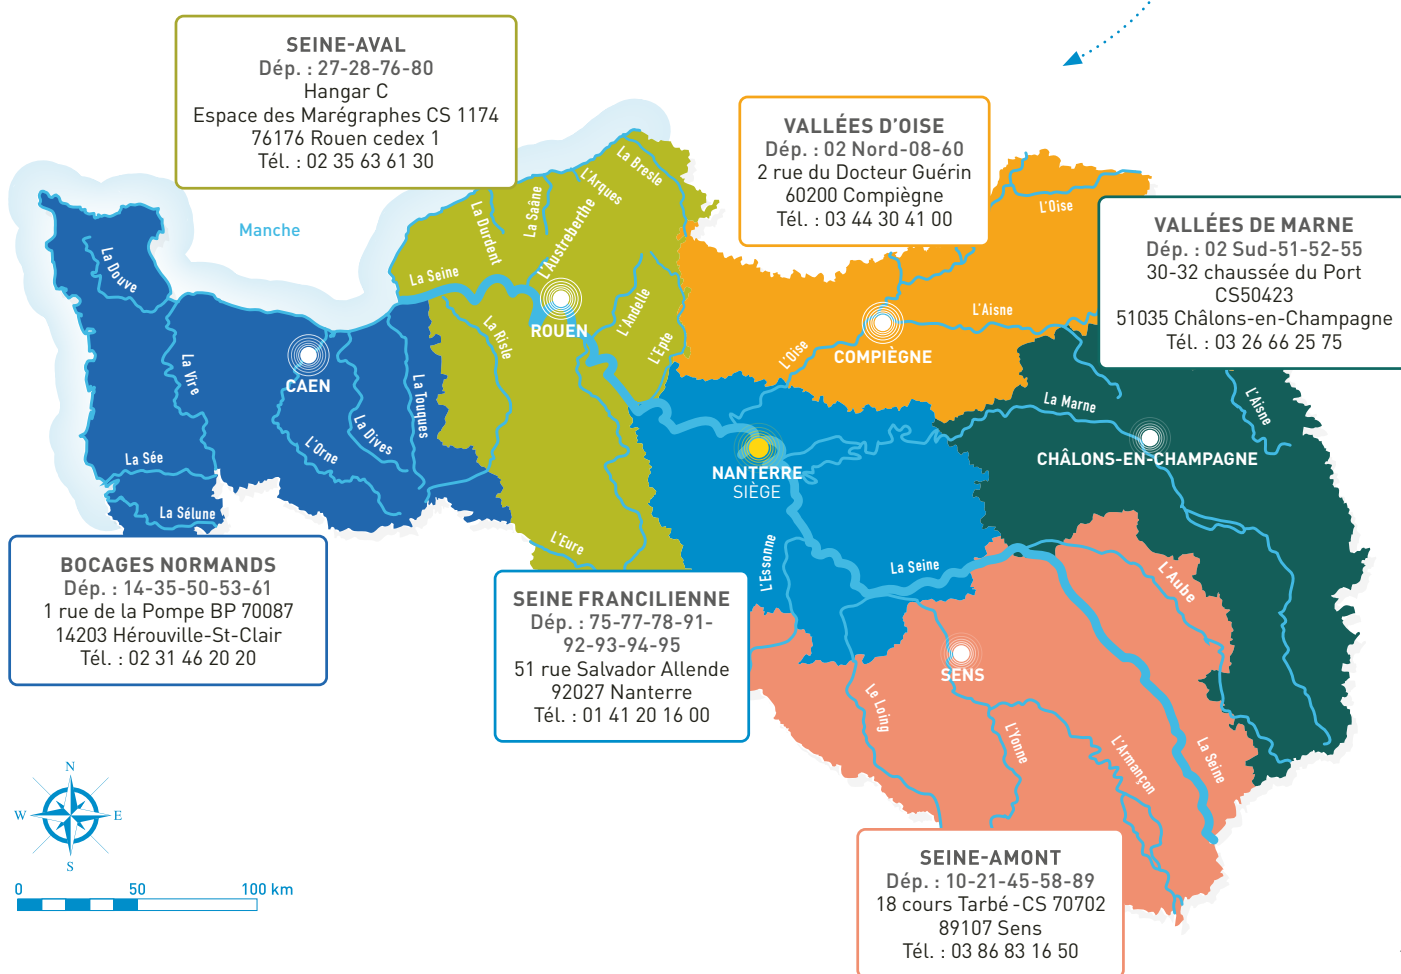 SEINE-AVAL
Dép. : 27-28-76-80
Hangar C
Espace des Marégraphes CS 1174
76176 Rouen cedex 1
Tél. : 02 35 63 61 30
VALLÉES D'OISE
Dép. : 02 Nord-08-60
2 rue du Docteur Guérin
60200 Compiègne
Tél. : 03 44 30 41 00
VALLÉES DE MARNE
Dép. : 02 Sud-51-52-55
30-32 chaussée du Port
CS50423
51035 Châlons-en-Champagne
Tél. : 03 26 66 25 75
Manche
La Douve
La Vire
La Sée
La Sélune
CAEN
L'Orne
La Dives
La Touques
La Seine
La Durdent
La Saâne
L'Austreberthe
L'Arques
La Bresle
ROUEN
La Risle
L'Andelle
L'Epte
L'Eure
L'Oise
L'Aisne
COMPIÈGNE
L'Oise
La Marne
L'Aisne
CHÂLONS-EN-CHAMPAGNE
NANTERRE
SIÈGE
L'Essonne
La Seine
L'Aube
SENS
Le Loing
L'Yonne
L'Armançon
La Seine
BOCAGES NORMANDS
Dép. : 14-35-50-53-61
1 rue de la Pompe BP 70087
14203 Hérouville-St-Clair
Tél. : 02 31 46 20 20
SEINE FRANCILIENNE
Dép. : 75-77-78-91-
92-93-94-95
51 rue Salvador Allende
92027 Nanterre
Tél. : 01 41 20 16 00
SEINE-AMONT
Dép. : 10-21-45-58-89
18 cours Tarbé - CS 70702
89107 Sens
Tél. : 03 86 83 16 50
N
W E
S
0 50 100 km